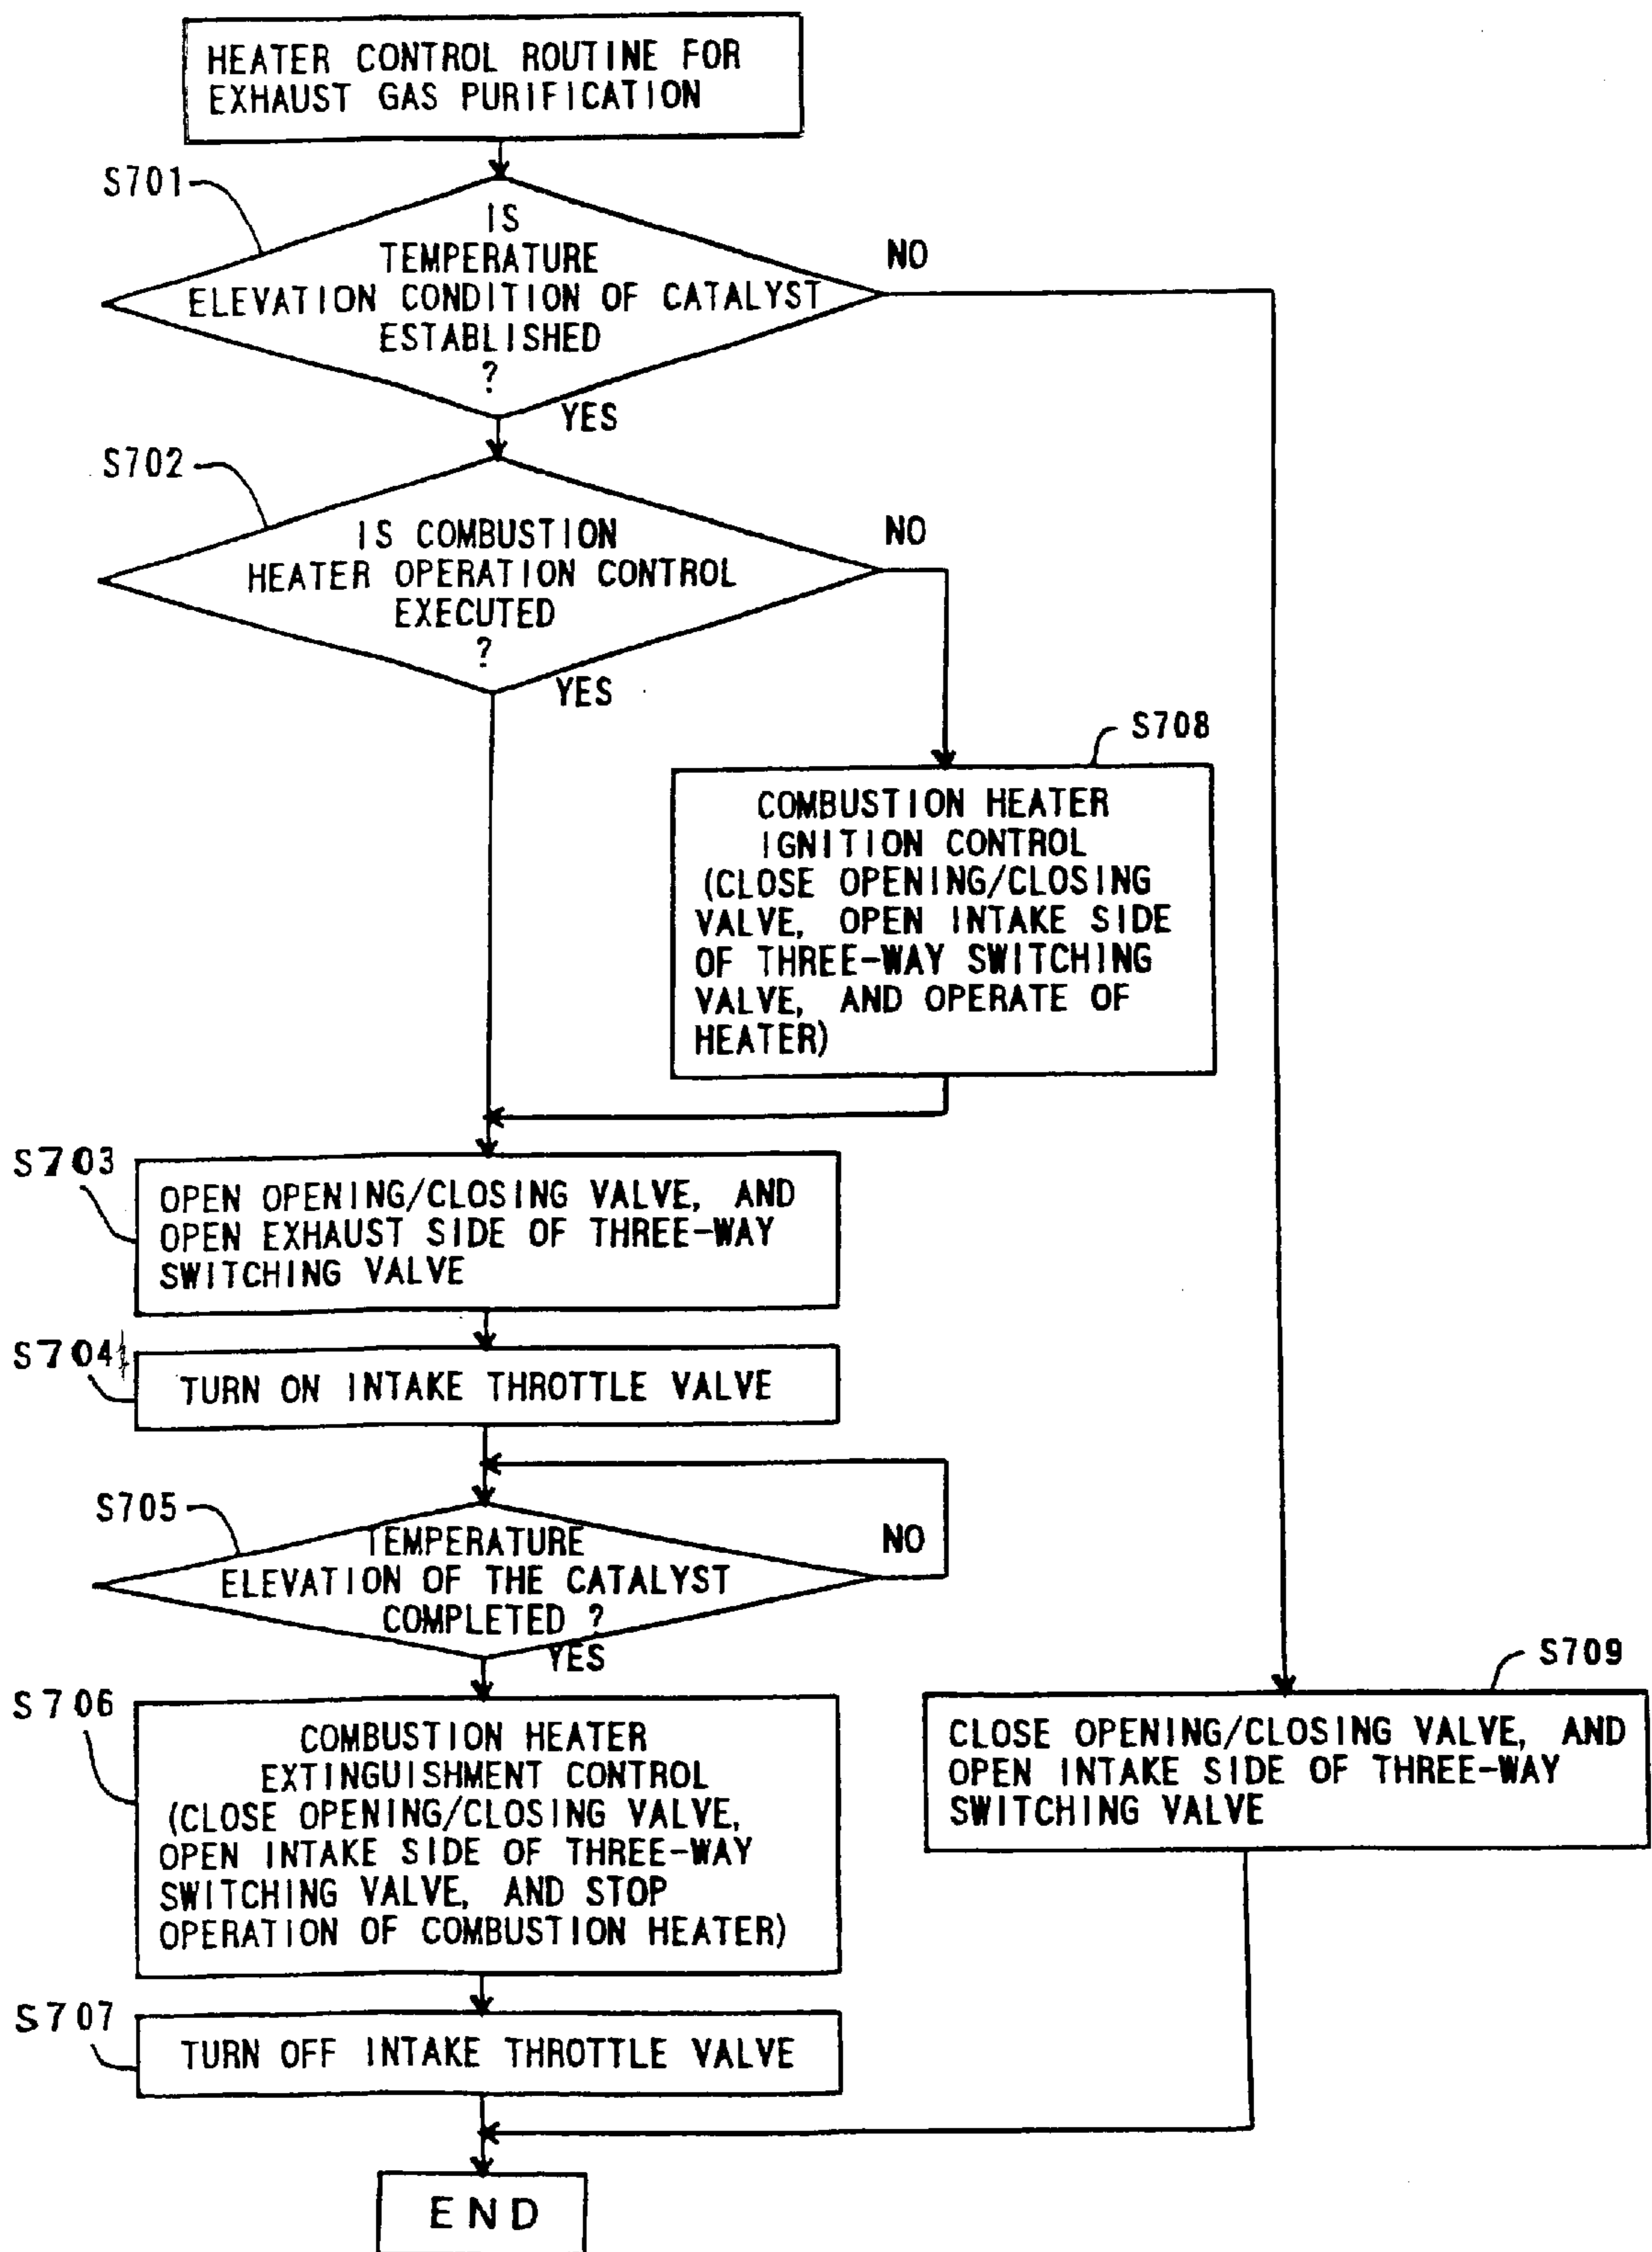 HEATER CONTROL ROUTINE FOR
EXHAUST GAS PURIFICATION
S701
IS
TEMPERATURE
ELEVATION CONDITION OF CATALYST
ESTABLISHED
?
NO
YES
S702
IS COMBUSTION
HEATER OPERATION CONTROL
EXECUTED
?
NO
YES
S708
COMBUSTION HEATER
IGNITION CONTROL
(CLOSE OPENING/CLOSING
VALVE, OPEN INTAKE SIDE
OF THREE-WAY SWITCHING
VALVE, AND OPERATE OF
HEATER)
S703
OPEN OPENING/CLOSING VALVE, AND
OPEN EXHAUST SIDE OF THREE-WAY
SWITCHING VALVE
S704
TURN ON INTAKE THROTTLE VALVE
S705
TEMPERATURE
ELEVATION OF THE CATALYST
COMPLETED ?
NO
YES
S706
COMBUSTION HEATER
EXTINGUISHMENT CONTROL
(CLOSE OPENING/CLOSING VALVE,
OPEN INTAKE SIDE OF THREE-WAY
SWITCHING VALVE, AND STOP
OPERATION OF COMBUSTION HEATER)
S709
CLOSE OPENING/CLOSING VALVE, AND
OPEN INTAKE SIDE OF THREE-WAY
SWITCHING VALVE
S707
TURN OFF INTAKE THROTTLE VALVE
END